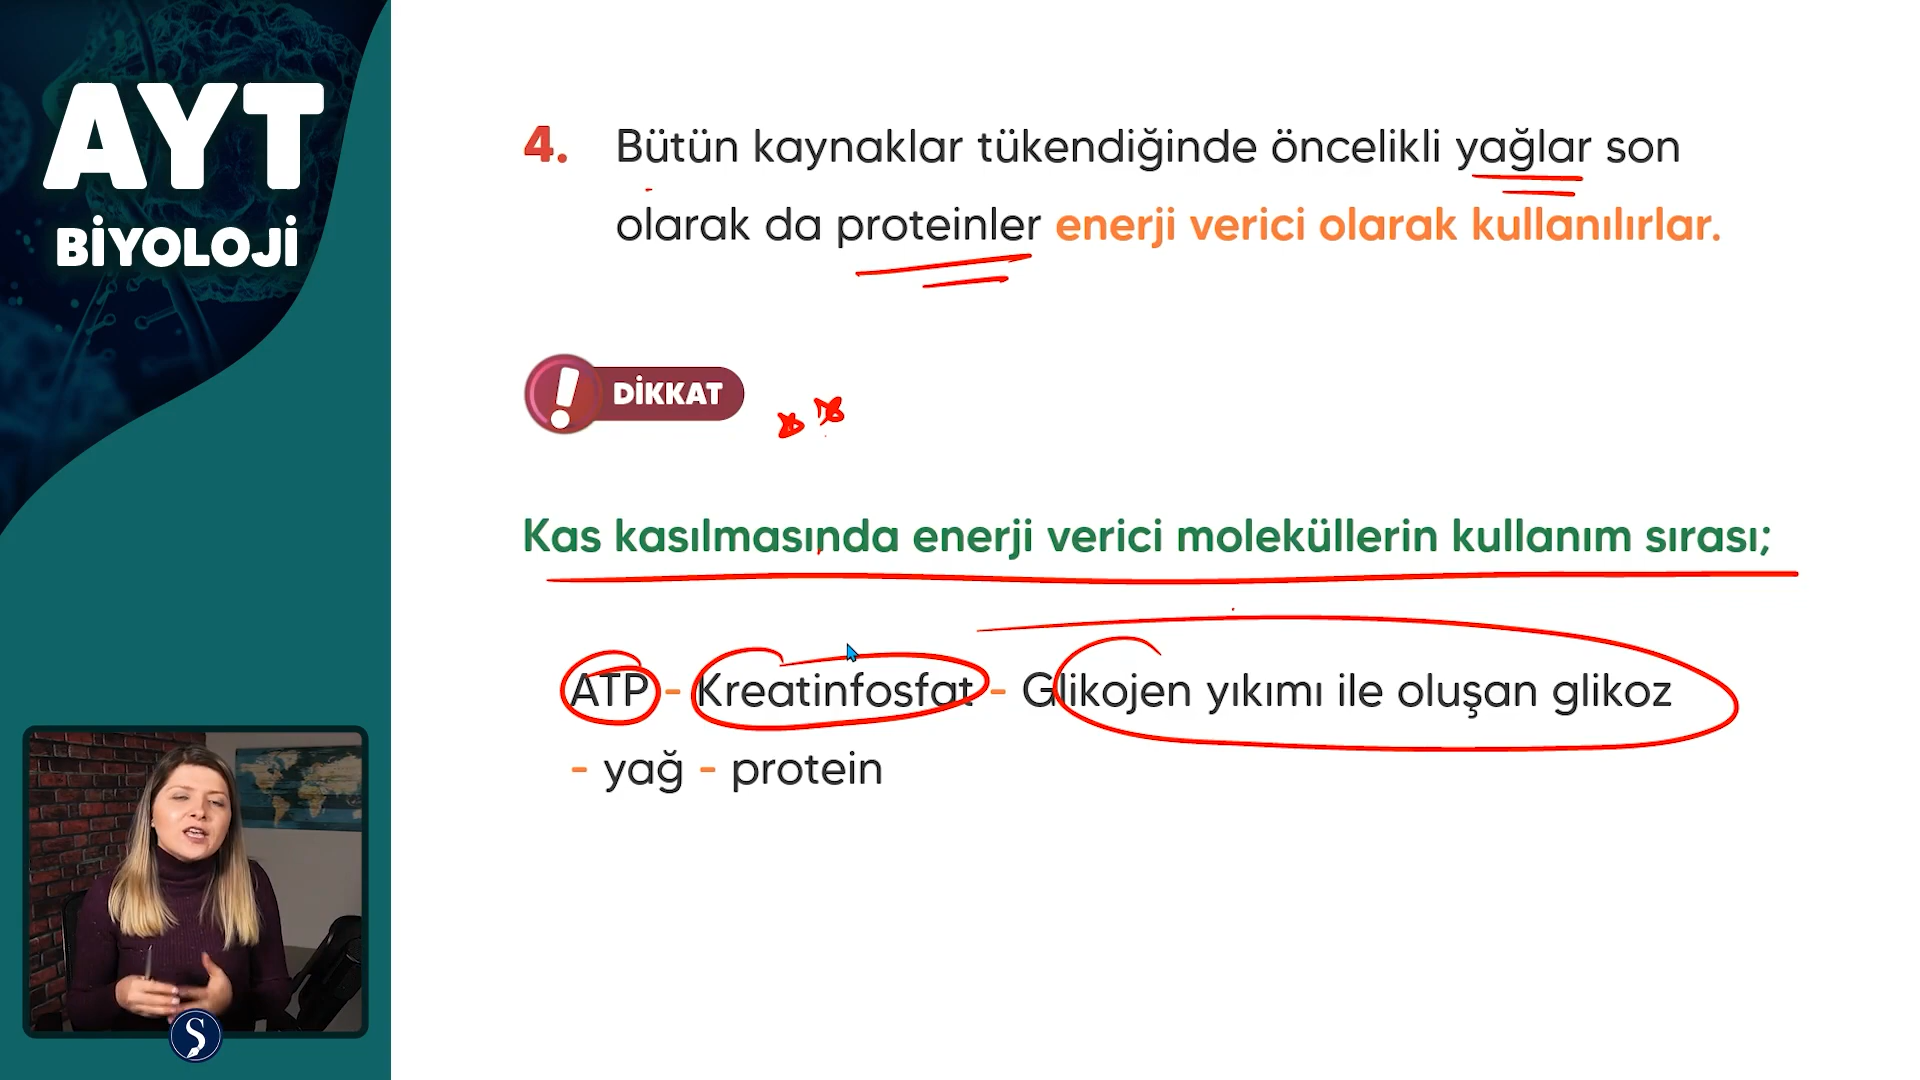 AYT
BİYOLOJİ
4. Bütün kaynaklar tükendiğinde öncelikli yağlar son
olarak da proteinler enerji verici olarak kullanılırlar.
! DİKKAT
Kas kasılmasında enerji verici moleküllerin kullanım sırası;
ATP - Kreatinfosfat - Glikojen yıkımı ile oluşan glikoz
- yağ - protein
S